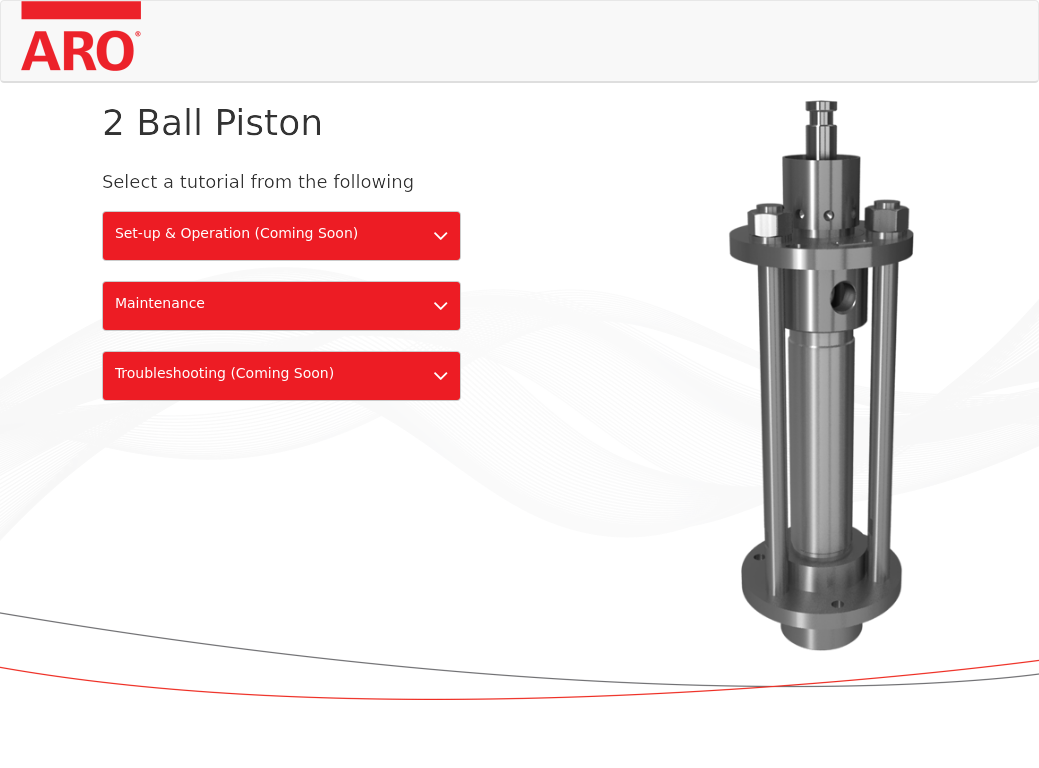 ARO®
2 Ball Piston
Select a tutorial from the following
Set-up & Operation (Coming Soon)
Maintenance
Troubleshooting (Coming Soon)